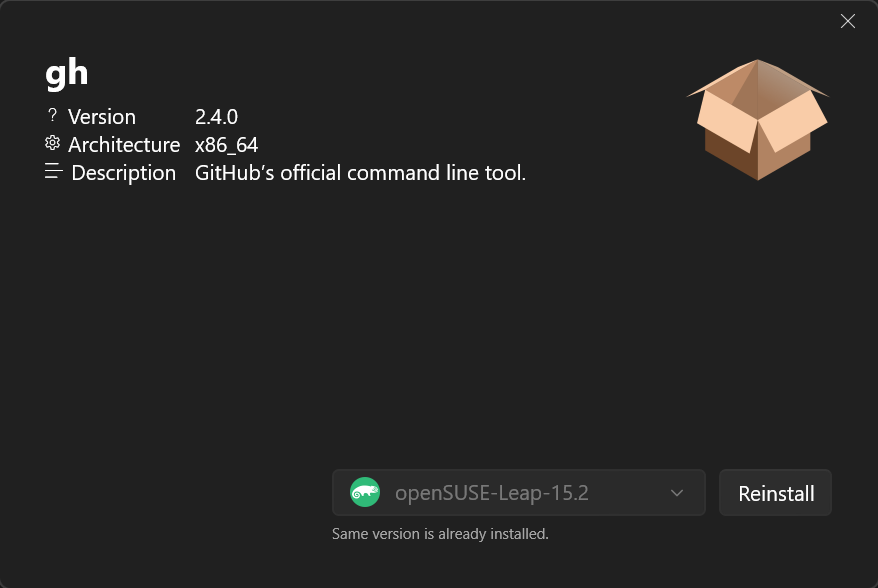 gh
? Version 2.4.0
Architecture x86_64
Description GitHub's official command line tool.
openSUSE-Leap-15.2
Reinstall
Same version is already installed.